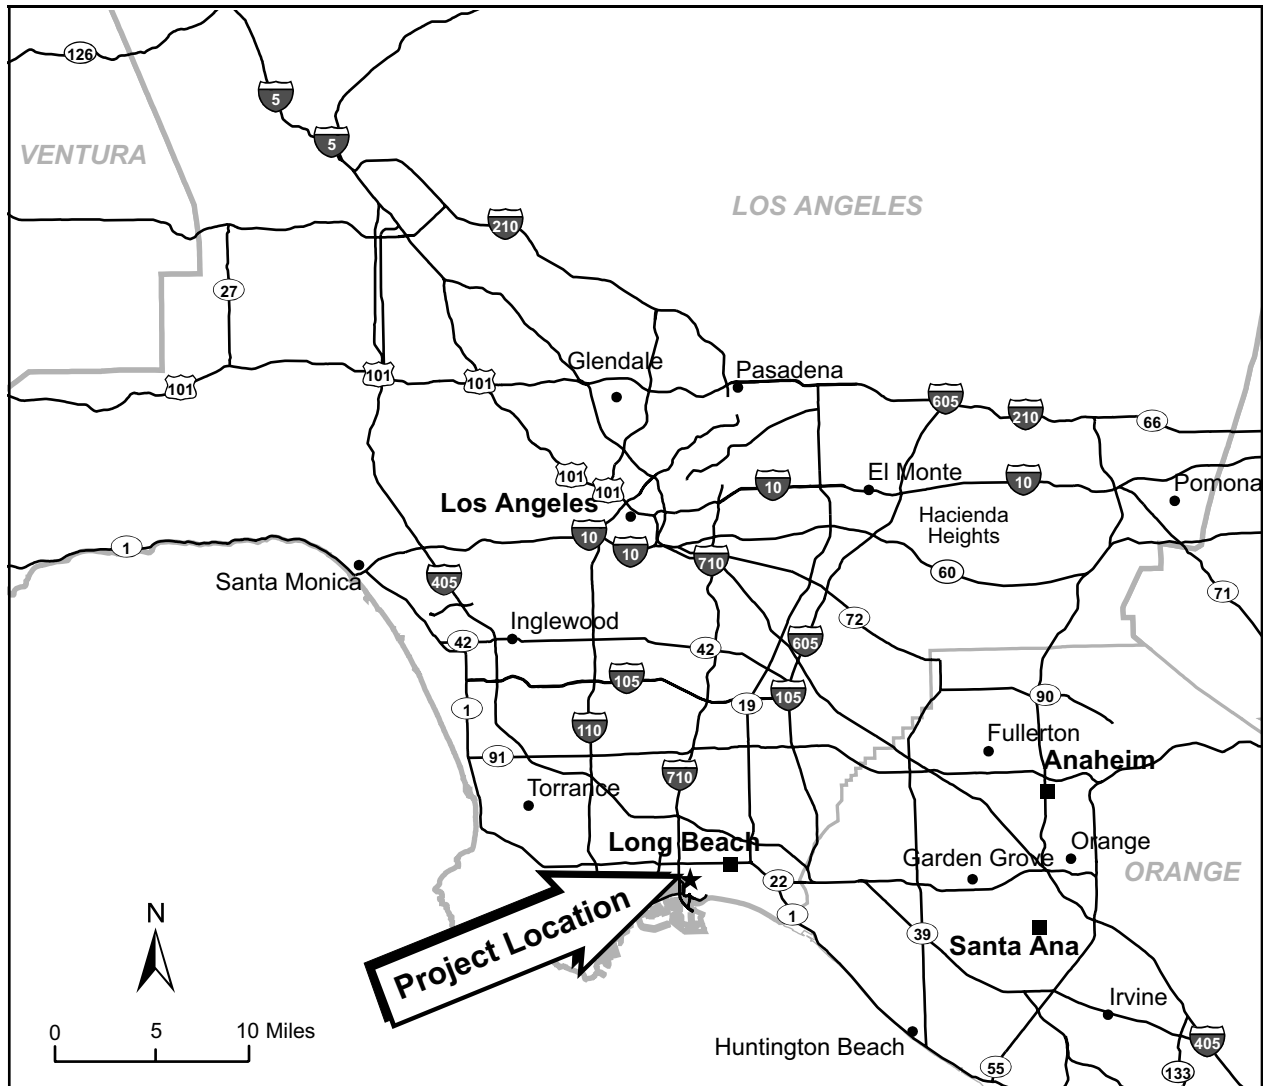 126
5
5
VENTURA
LOS ANGELES
210
27
Glendale
Pasadena
101
101
101
605
210
66
101
101
10
El Monte
10
Pomona
Los Angeles
Hacienda
Heights
1
10
10
710
Santa Monica
405
60
71
Inglewood
72
42
42
605
105
105
90
1
19
110
Fullerton
91
Anaheim
710
Torrance
Long Beach
Orange
Garden Grove
ORANGE
22
Project Location
1
39
Santa Ana
N
Irvine
0 5 10 Miles
Huntington Beach
405
55
133